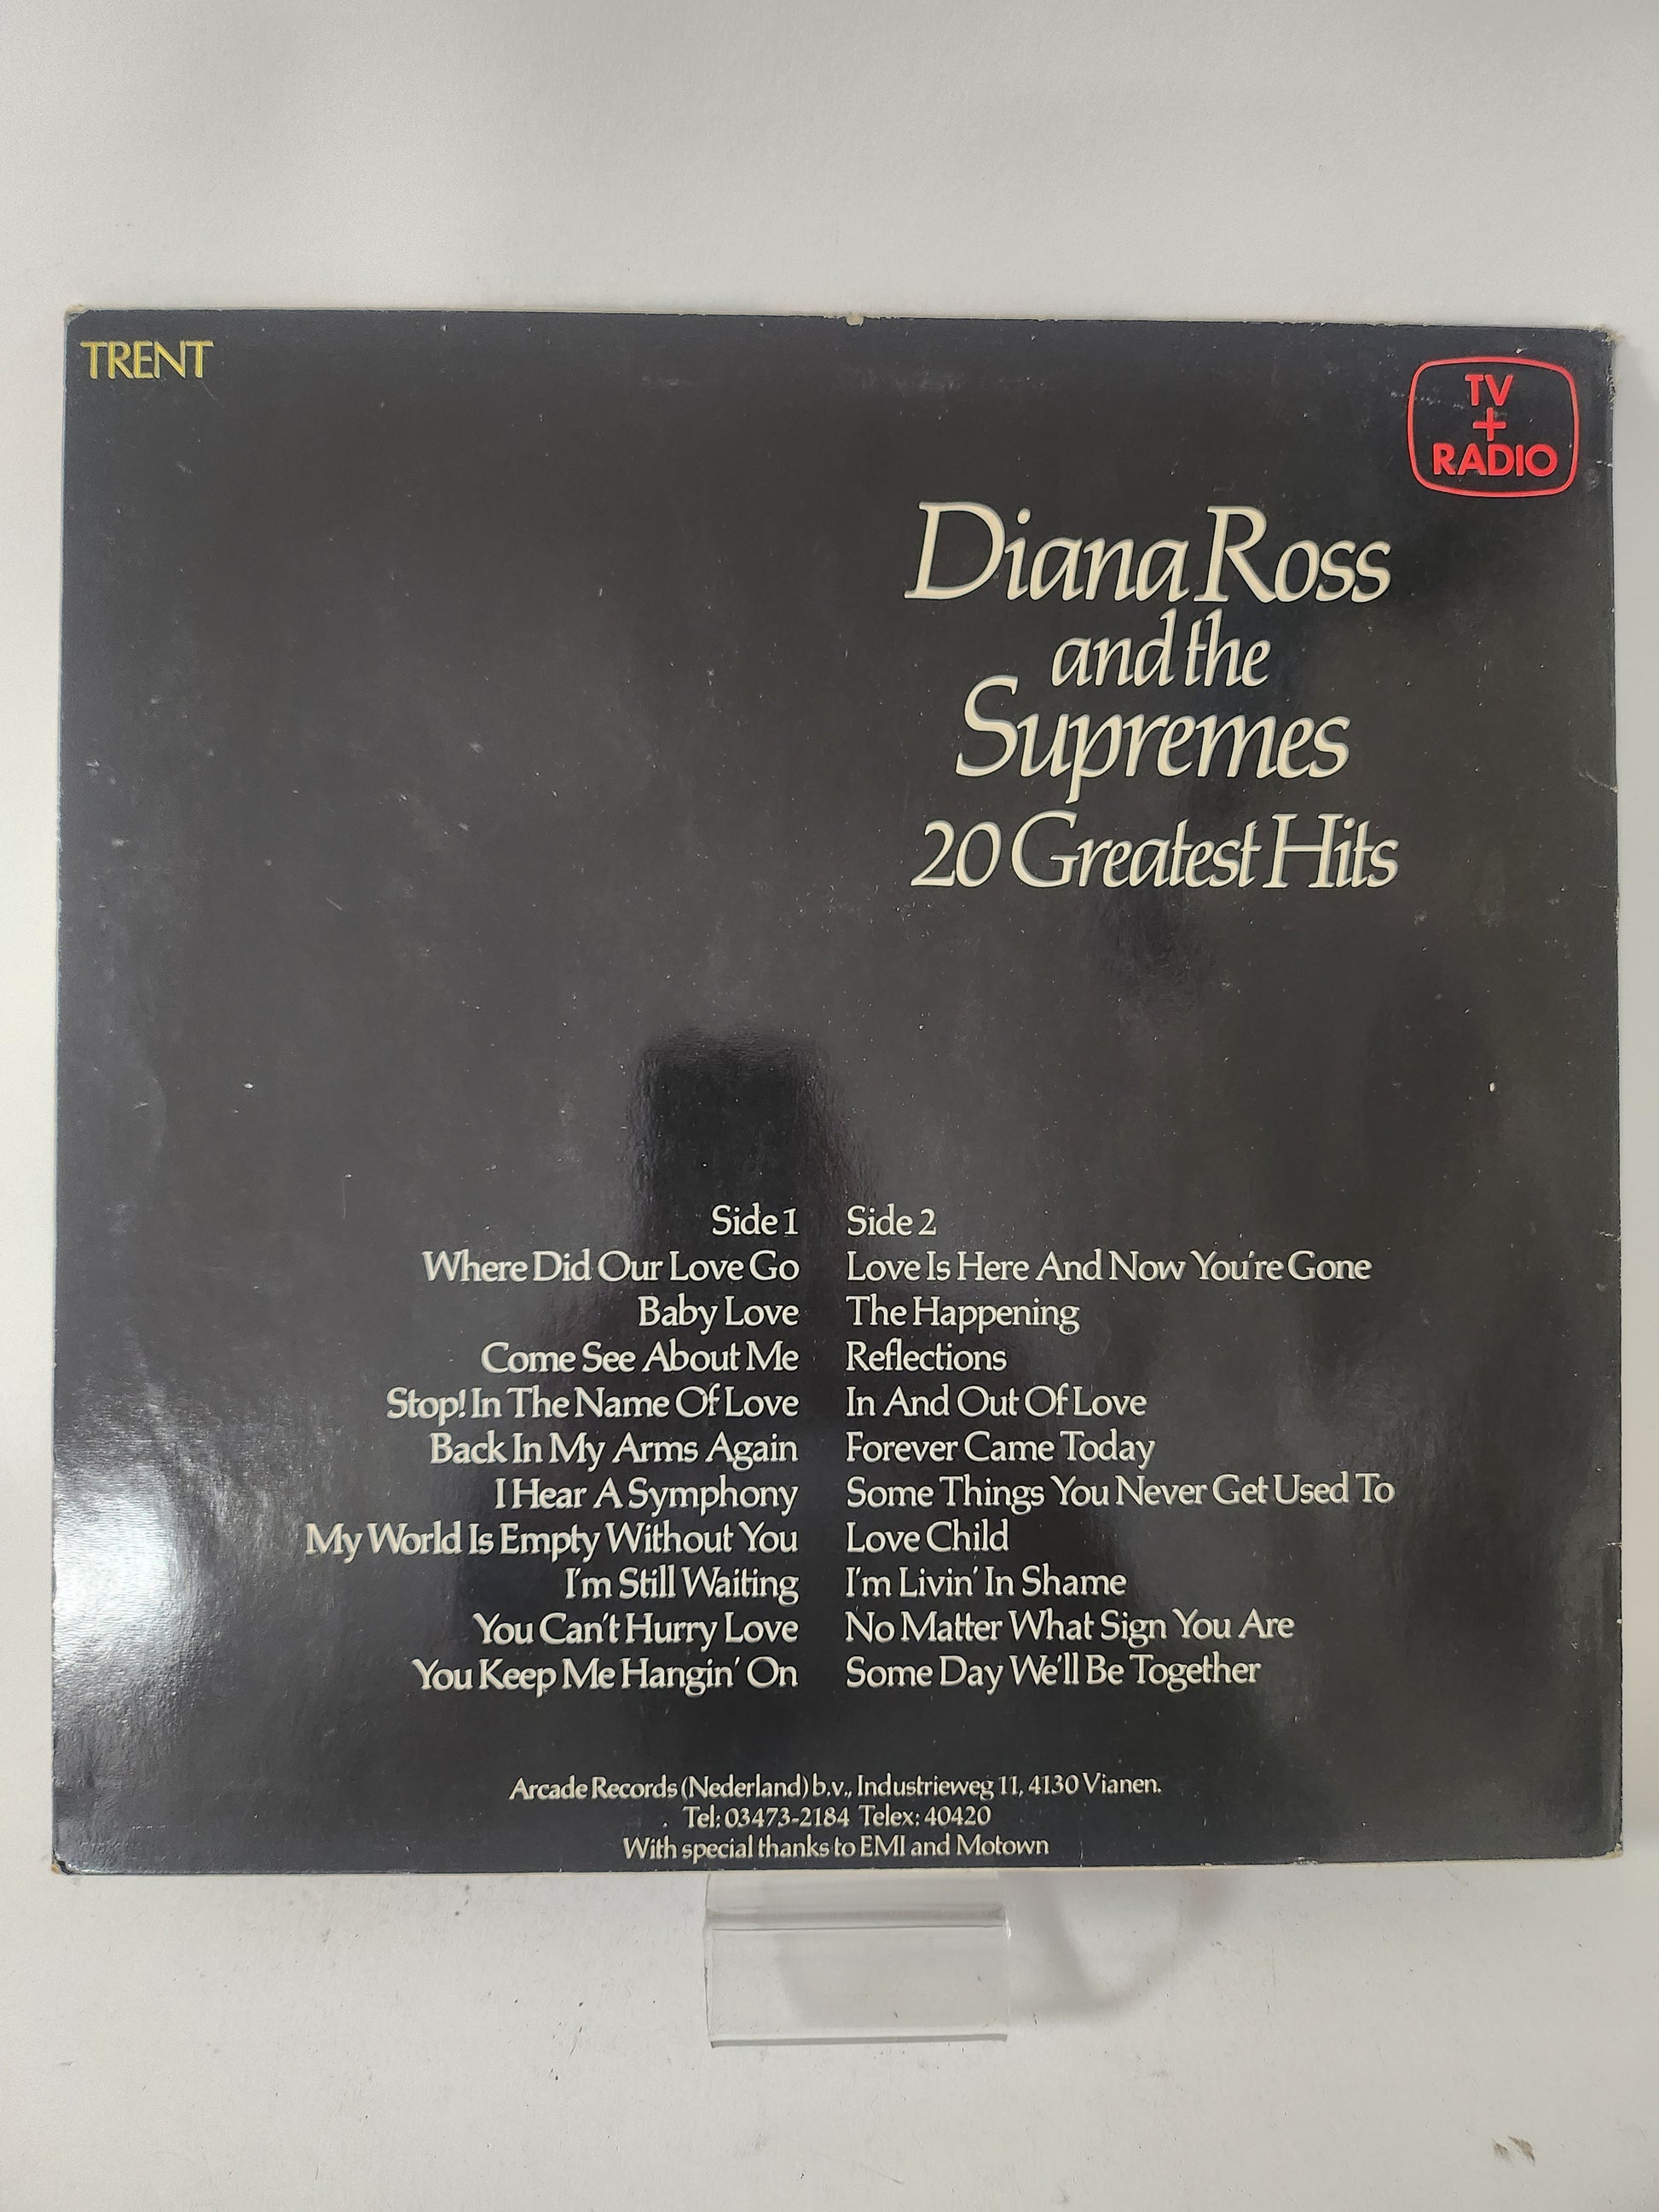 TRENT
TV
+
RADIO
Diana Ross
and the
Supremes
20 Greatest Hits
Side 1
Where Did Our Love Go
Baby Love
Come See About Me
Stop! In The Name Of Love
Back In My Arms Again
I Hear A Symphony
My World Is Empty Without You
I'm Still Waiting
You Can't Hurry Love
You Keep Me Hangin' On
Side 2
Love Is Here And Now You're Gone
The Happening
Reflections
In And Out Of Love
Forever Came Today
Some Things You Never Get Used To
Love Child
I'm Livin' In Shame
No Matter What Sign You Are
Some Day We'll Be Together
Arcade Records (Nederland) b.v., Industrieweg 11, 4130 Vianen.
Tel: 03473-2184 Telex: 40420
With special thanks to EMI and Motown